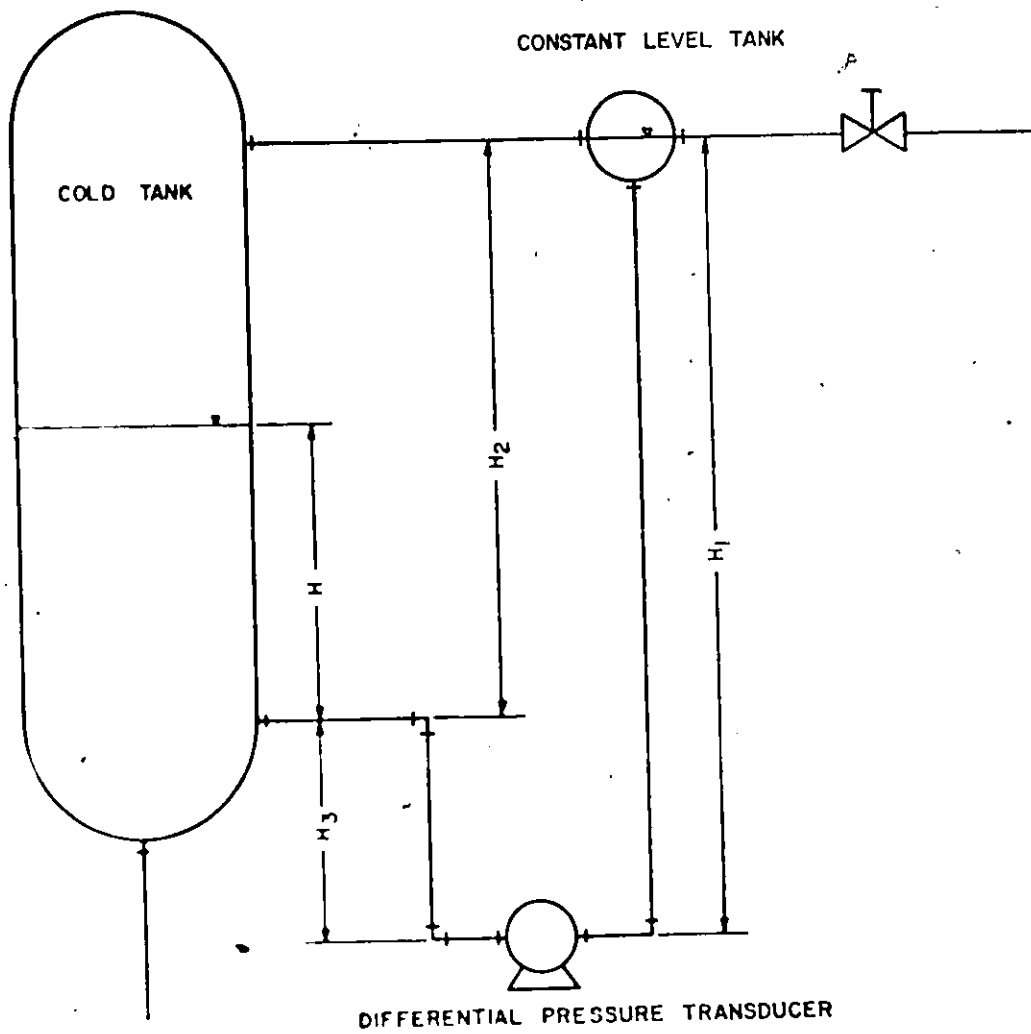 CONSTANT LEVEL TANK
COLD TANK
H2
H1
H
H3
DIFFERENTIAL PRESSURE TRANSDUCER